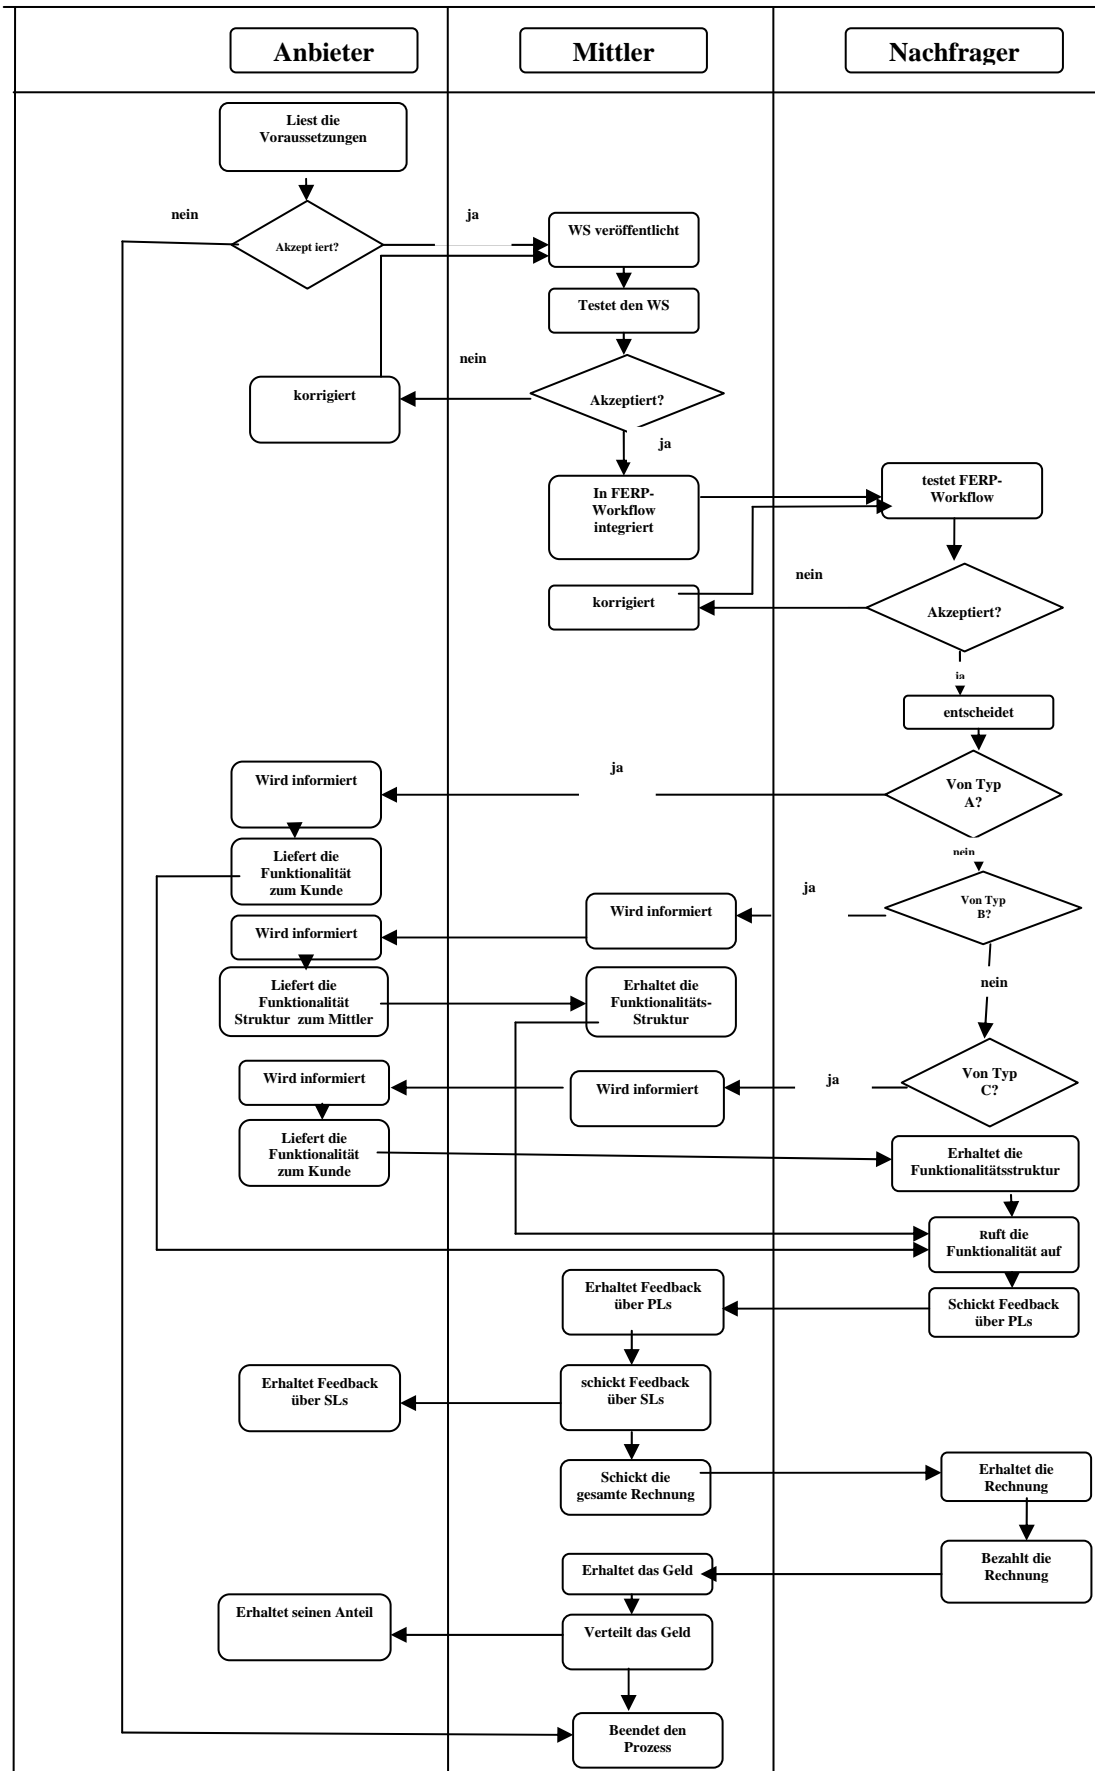 Anbieter
Mittler
Nachfrager
Liest die
Voraussetzungen
nein
ja
Akzept iert?
WS veröffentlicht
Testet den WS
nein
korrigiert
Akzeptiert?
ja
In FERP-
Workflow
integriert
testet FERP-
Workflow
nein
korrigiert
Akzeptiert?
ja
entscheidet
ja
Wird informiert
Von Typ
A?
Liefert die
Funktionalität
zum Kunde
nein
ja
Von Typ
B?
Wird informiert
Wird informiert
Liefert die
Funktionalität
Struktur zum Mittler
Erhaltet die
Funktionalitäts-
Struktur
nein
Wird informiert
Wird informiert
ja
Von Typ
C?
Liefert die
Funktionalität
zum Kunde
Erhaltet die
Funktionalitätsstruktur
Ruft die
Funktionalität auf
Erhaltet Feedback
über PLs
Schickt Feedback
über PLs
Erhaltet Feedback
über SLs
schickt Feedback
über SLs
Schickt die
gesamte Rechnung
Erhaltet die
Rechnung
Erhaltet das Geld
Bezahlt die
Rechnung
Erhaltet seinen Anteil
Verteilt das Geld
Beendet den
Prozess